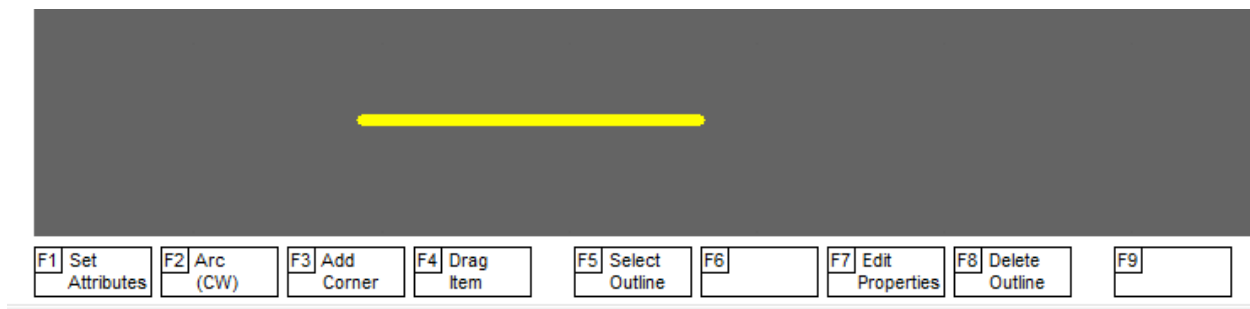 F1 Set
Attributes
F2 Arc
(CW)
F3 Add
Corner
F4 Drag
Item
F5 Select
Outline
F6
F7 Edit
Properties
F8 Delete
Outline
F9